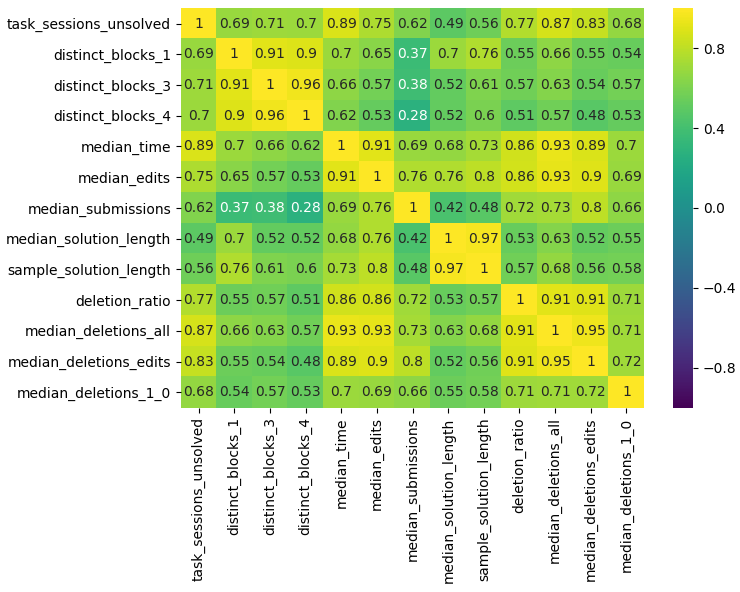 task_sessions_unsolved 1 0.69 0.71 0.7 0.89 0.75 0.62 0.49 0.56 0.77 0.87 0.83 0.68
distinct_blocks_1 0.69 1 0.91 0.9 0.7 0.65 0.37 0.7 0.76 0.55 0.66 0.55 0.54
distinct_blocks_3 0.71 0.91 1 0.96 0.66 0.57 0.38 0.52 0.61 0.57 0.63 0.54 0.57
distinct_blocks_4 0.7 0.9 0.96 1 0.62 0.53 0.28 0.52 0.6 0.51 0.57 0.48 0.53
median_time 0.89 0.7 0.66 0.62 1 0.91 0.69 0.68 0.73 0.86 0.93 0.89 0.7
median_edits 0.75 0.65 0.57 0.53 0.91 1 0.76 0.76 0.8 0.86 0.93 0.9 0.69
median_submissions 0.62 0.37 0.38 0.28 0.69 0.76 1 0.42 0.48 0.72 0.73 0.8 0.66
median_solution_length 0.49 0.7 0.52 0.52 0.68 0.76 0.42 1 0.97 0.53 0.63 0.52 0.55
sample_solution_length 0.56 0.76 0.61 0.6 0.73 0.8 0.48 0.97 1 0.57 0.68 0.56 0.58
deletion_ratio 0.77 0.55 0.57 0.51 0.86 0.86 0.72 0.53 0.57 1 0.91 0.91 0.71
median_deletions_all 0.87 0.66 0.63 0.57 0.93 0.93 0.73 0.63 0.68 0.91 1 0.95 0.71
median_deletions_edits 0.83 0.55 0.54 0.48 0.89 0.9 0.8 0.52 0.56 0.91 0.95 1 0.72
median_deletions_1_0 0.68 0.54 0.57 0.53 0.7 0.69 0.66 0.55 0.58 0.71 0.71 0.72 1
task_sessions_unsolved
distinct_blocks_1
distinct_blocks_3
distinct_blocks_4
median_time
median_edits
median_submissions
median_solution_length
sample_solution_length
deletion_ratio
median_deletions_all
median_deletions_edits
median_deletions_1_0
0.8
0.4
0.0
−0.4
−0.8